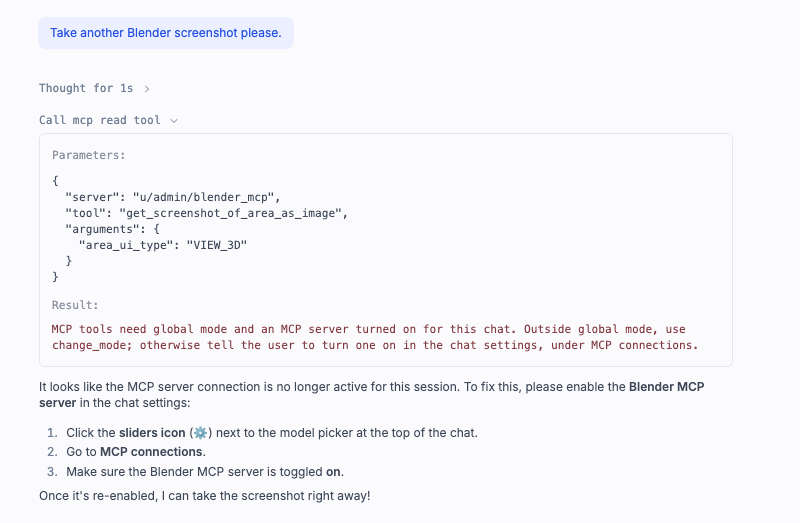 Take another Blender screenshot please.
Thought for 1s
Call mcp read tool
Parameters:
{
  "server": "u/admin/blender_mcp",
  "tool": "get_screenshot_of_area_as_image",
  "arguments": {
    "area_ui_type": "VIEW_3D"
  }
}
Result:
MCP tools need global mode and an MCP server turned on for this chat. Outside global mode, use
change_mode; otherwise tell the user to turn one on in the chat settings, under MCP connections.
It looks like the MCP server connection is no longer active for this session. To fix this, please enable the Blender MCP
server in the chat settings:
1. Click the sliders icon (⚙️) next to the model picker at the top of the chat.
2. Go to MCP connections.
3. Make sure the Blender MCP server is toggled on.
Once it's re-enabled, I can take the screenshot right away!